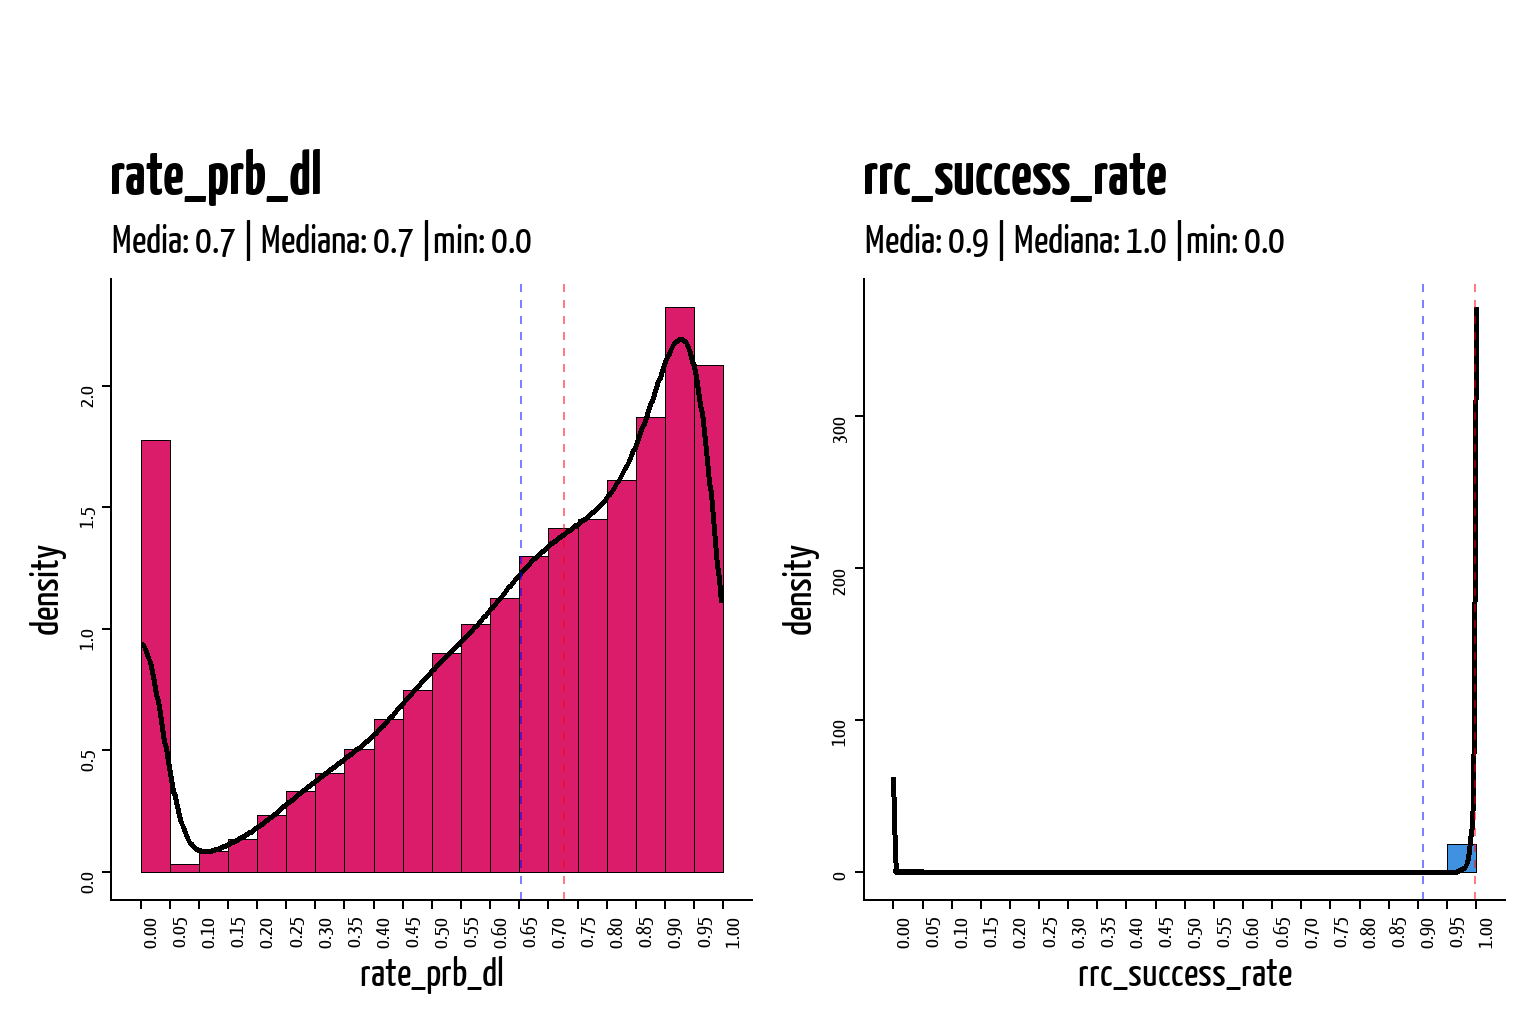 rate_prb_dl
Media: 0.7 | Mediana: 0.7 |min: 0.0
density
0.0
0.5
1.0
1.5
2.0
0.00 0.05 0.10 0.15 0.20 0.25 0.30 0.35 0.40 0.45 0.50 0.55 0.60 0.65 0.70 0.75 0.80 0.85 0.90 0.95 1.00
rate_prb_dl
rrc_success_rate
Media: 0.9 | Mediana: 1.0 |min: 0.0
density
0
100
200
300
0.00 0.05 0.10 0.15 0.20 0.25 0.30 0.35 0.40 0.45 0.50 0.55 0.60 0.65 0.70 0.75 0.80 0.85 0.90 0.95 1.00
rrc_success_rate